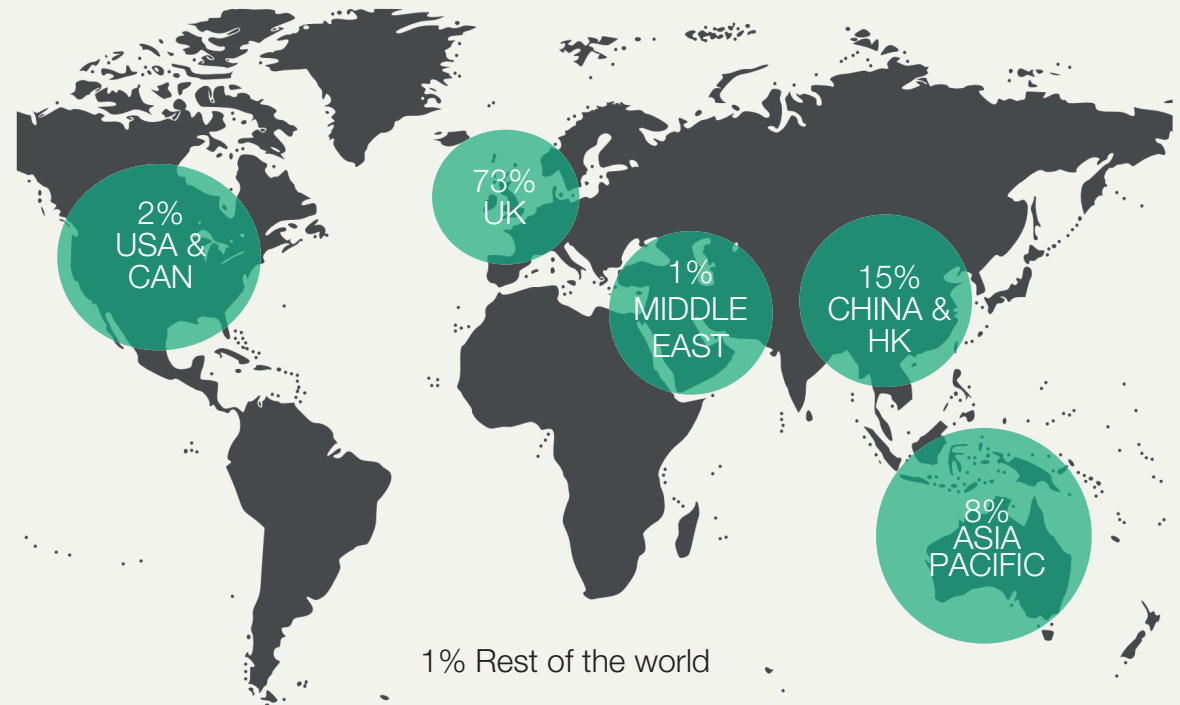 73%
UK
2%
USA &
CAN
1%
MIDDLE
EAST
15%
CHINA &
HK
8%
ASIA
PACIFIC
1% Rest of the world